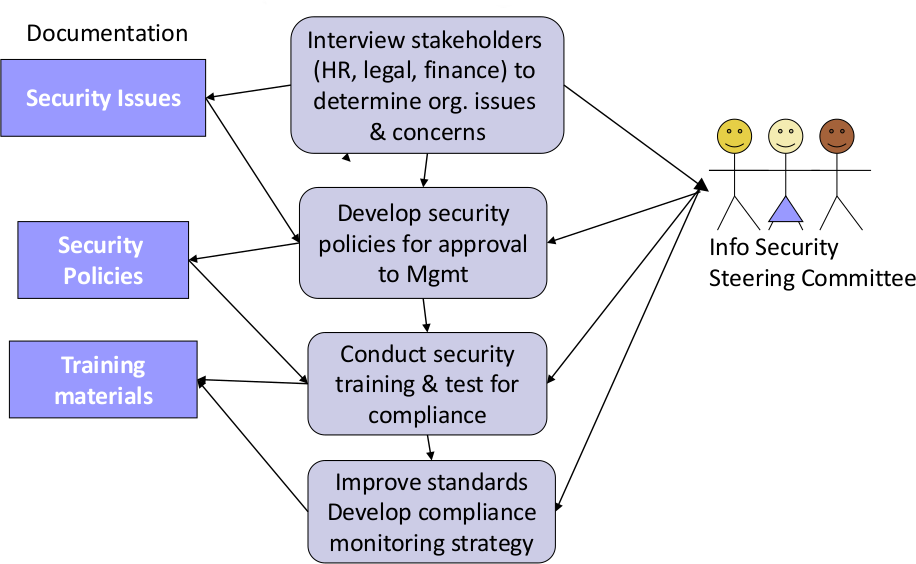 Documentation
Security Issues
Interview stakeholders
(HR, legal, finance) to
determine org. issues
& concerns
Security
Policies
Develop security
policies for approval
to Mgmt
Info Security
Steering Committee
Training
materials
Conduct security
training & test for
compliance
Improve standards
Develop compliance
monitoring strategy